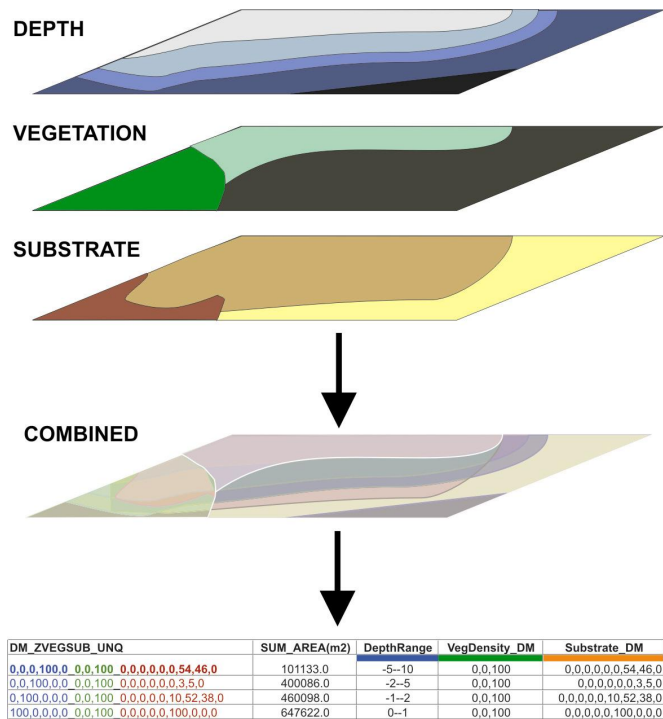 DEPTH
VEGETATION
SUBSTRATE
COMBINED
DM_ZVEGSUB_UNQ SUM_AREA(m2) DepthRange VegDensity_DM Substrate_DM
0,0,0,100,0_0,0,100_0,0,0,0,0,0,54,46,0 101133.0 -5--10 0,0,100 0,0,0,0,0,0,54,46,0
0,0,100,0,0_0,0,100_0,0,0,0,0,0,3,5,0 400086.0 -2--5 0,0,100 0,0,0,0,0,0,3,5,0
0,100,0,0,0_0,0,100_0,0,0,0,0,10,52,38,0 460098.0 -1--2 0,0,100 0,0,0,0,0,10,52,38,0
100,0,0,0,0_0,0,100_0,0,0,0,0,100,0,0,0 647622.0 0--1 0,0,100 0,0,0,0,0,100,0,0,0